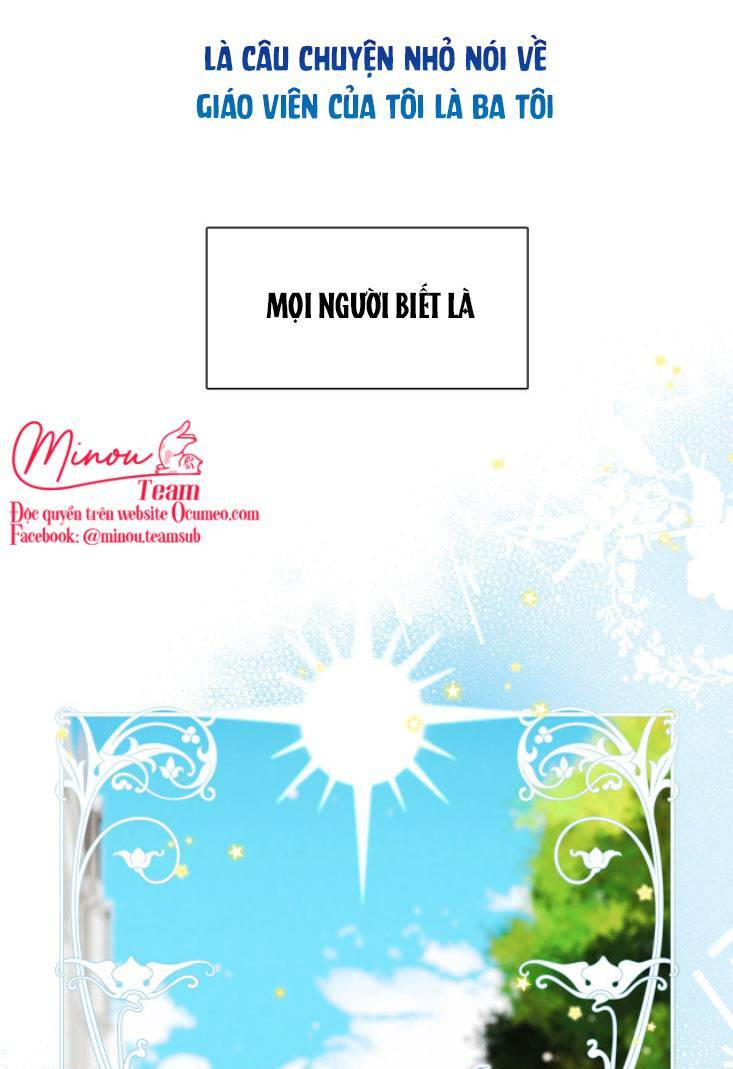 LÀ CÂU CHUYỆN NHỎ NÓI VỀ
GIÁO VIÊN CỦA TÔI LÀ BA TÔI
MỌI NGƯỜI BIẾT LÀ
Minou
Team
Độc quyền trên website Ocumeo.com
Facebook: @minou.teamsub